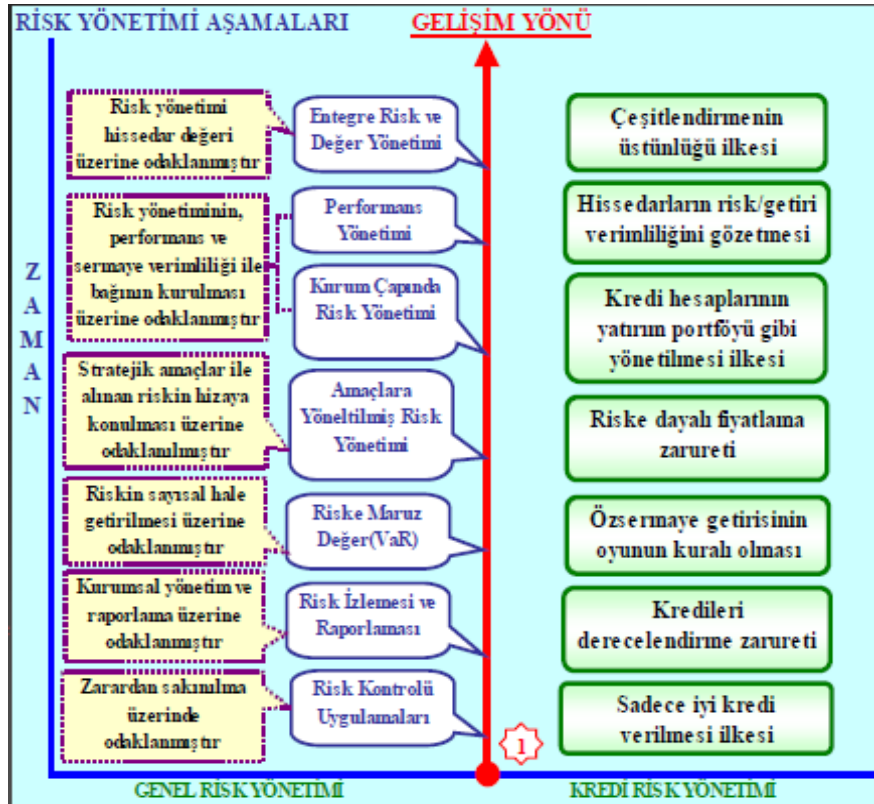 RİSK YÖNETİMİ AŞAMALARI
GELİŞİM YÖNÜ
ZAMAN
Risk yönetimi
hissedar değeri
üzerine odaklanmıştır
Entegre Risk ve
Değer Yönetimi
Çeşitlendirmenin
üstünlüğü ilkesi
Risk yönetiminin,
performans ve
sermaye verimliliği ile
bağının kurulması
üzerine odaklanmıştır
Performans
Yönetimi
Hissedarların risk/getiri
verimliliğini gözetmesi
Kurum Çapında
Risk Yönetimi
Kredi hesaplarının
yatırım portföyü gibi
yönetilmesi ilkesi
Stratejik amaçlar ile
alınan riskin hizaya
konulması üzerine
odaklanılmıştır
Amaçlara
Yöneltilmiş Risk
Yönetimi
Riske dayalı fiyatlama
zarureti
Riskin sayısal hale
getirilmesi üzerine
odaklanmıştır
Riske Maruz
Değer(VaR)
Özsermaye getirisinin
oyunun kuralı olması
Kurumsal yönetim ve
raporlama üzerine
odaklanmıştır
Risk İzlemesi ve
Raporlaması
Kredileri
derecelendirme zarureti
Zarardan sakınılma
üzerinde
odaklanmıştır
Risk Kontrolü
Uygulamaları
Sadece iyi kredi
verilmesi ilkesi
1
GENEL RİSK YÖNETİMİ
KREDİ RİSK YÖNETİMİ